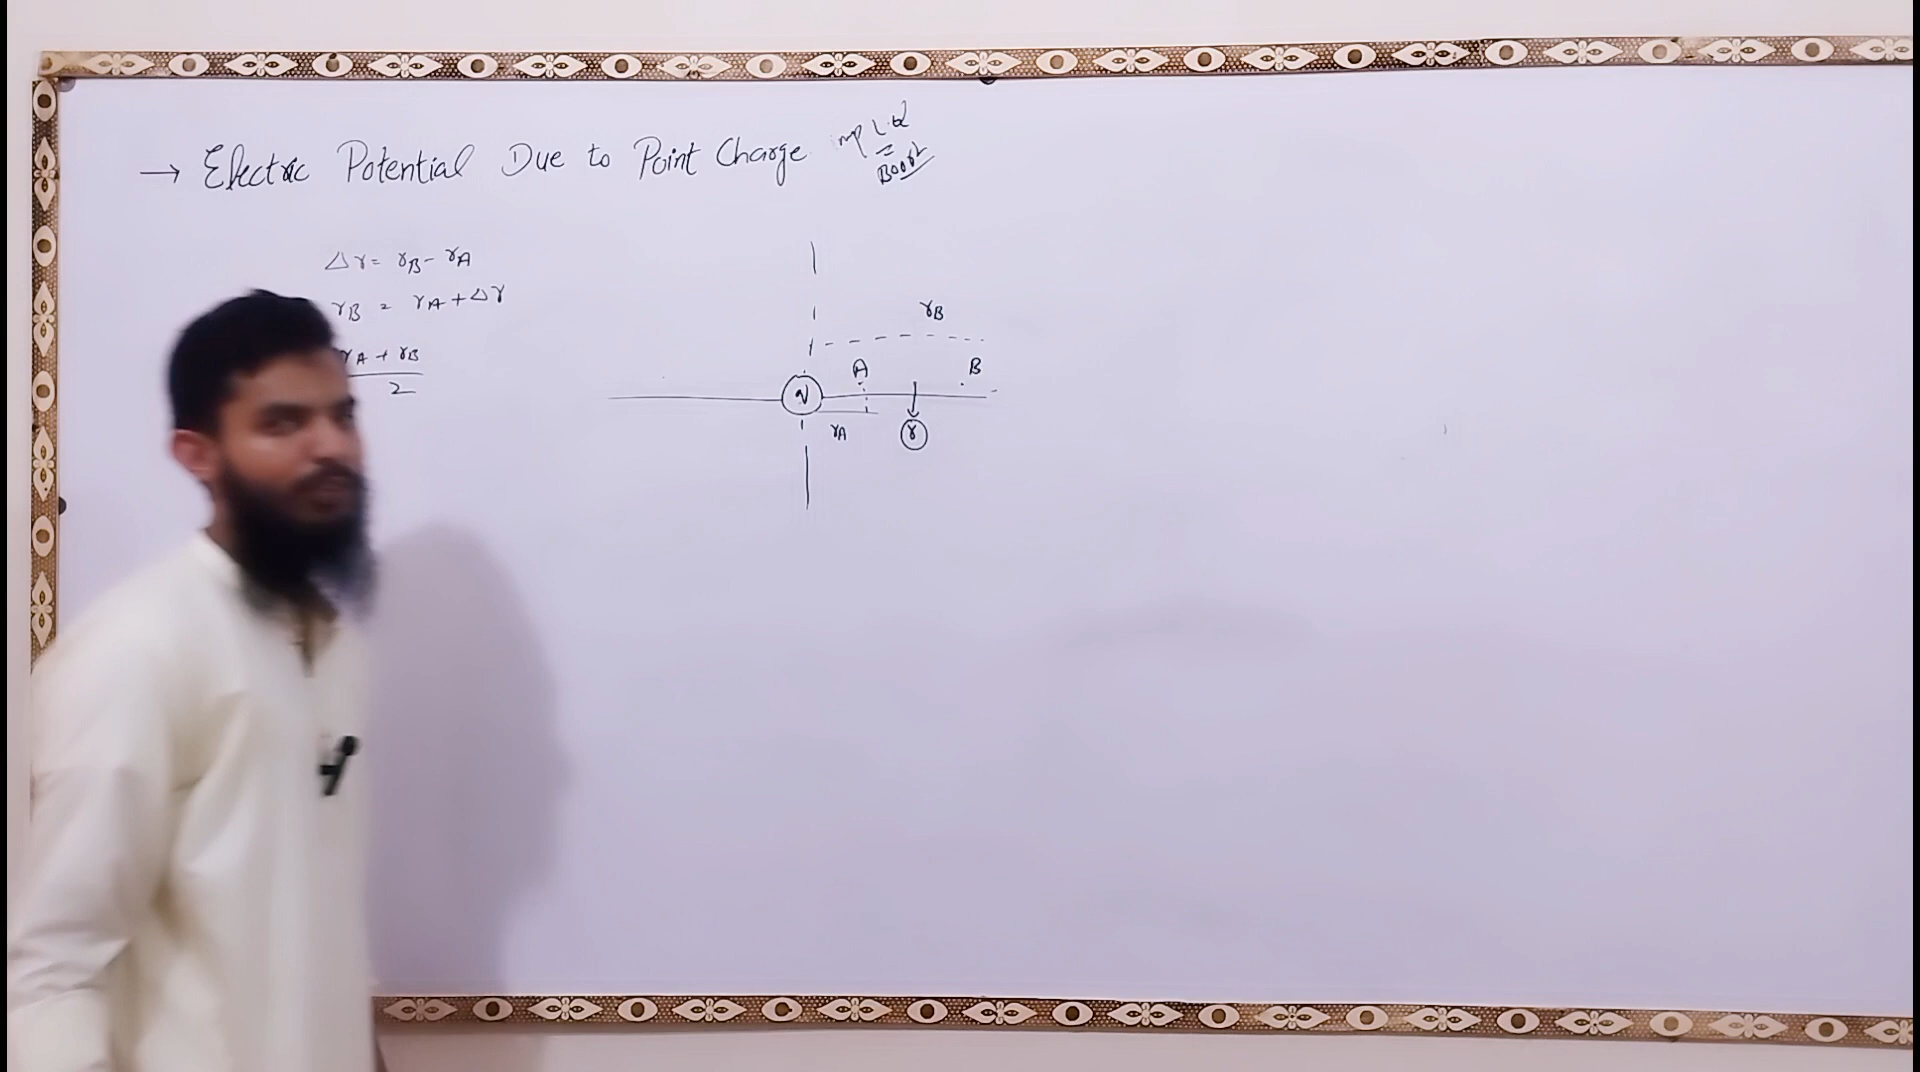 → Electric Potential Due to Point Charge imp L.Q
Board
Δr = rB - rA
rB = rA + Δr
rA + rB
2
rB
A B
q
rA r